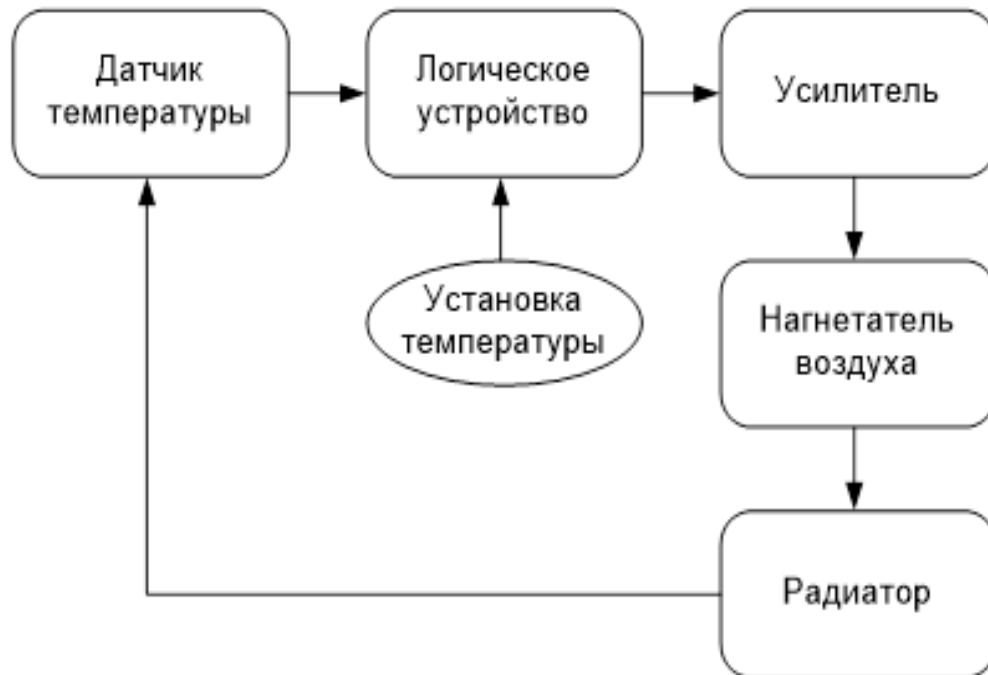 Датчик
температуры
Логическое
устройство
Усилитель
Установка
температуры
Нагнетатель
воздуха
Радиатор